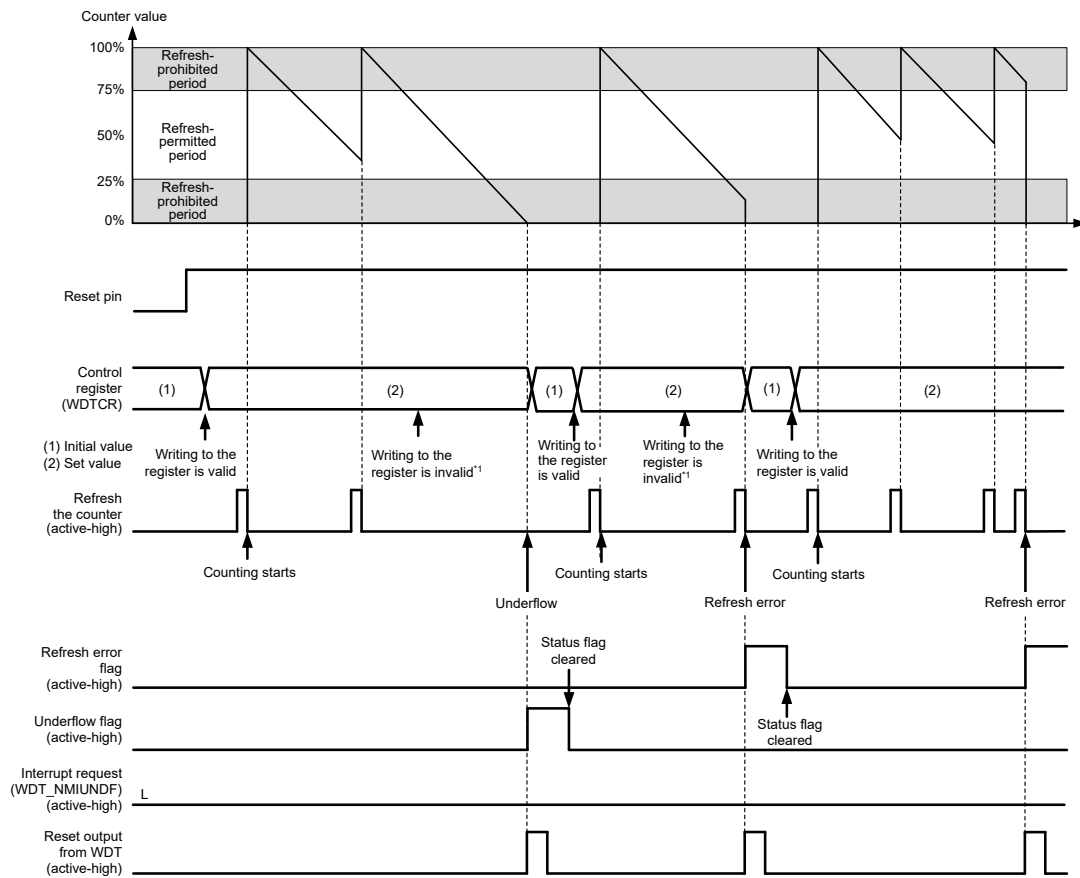 Counter value
100%
Refresh-
prohibited
period
75%
50%
Refresh-
permitted
period
25%
Refresh-
prohibited
period
0%
Reset pin
Control
register
(WDTCR)
(1)
(2)
(1)
(2)
(1)
(2)
(1) Initial value
(2) Set value
Writing to the
register is valid
Writing to the
register is invalid*1
Writing to
the register
is valid
Writing to the
register is
invalid*1
Writing to the
register is valid
Refresh
the counter
(active-high)
Counting starts
Counting starts
Counting starts
Underflow
Refresh error
Refresh error
Refresh error
flag
(active-high)
Status flag
cleared
Underflow flag
(active-high)
Status flag
cleared
Interrupt request
(WDT_NMIUNDF)
(active-high)
L
Reset output
from WDT
(active-high)